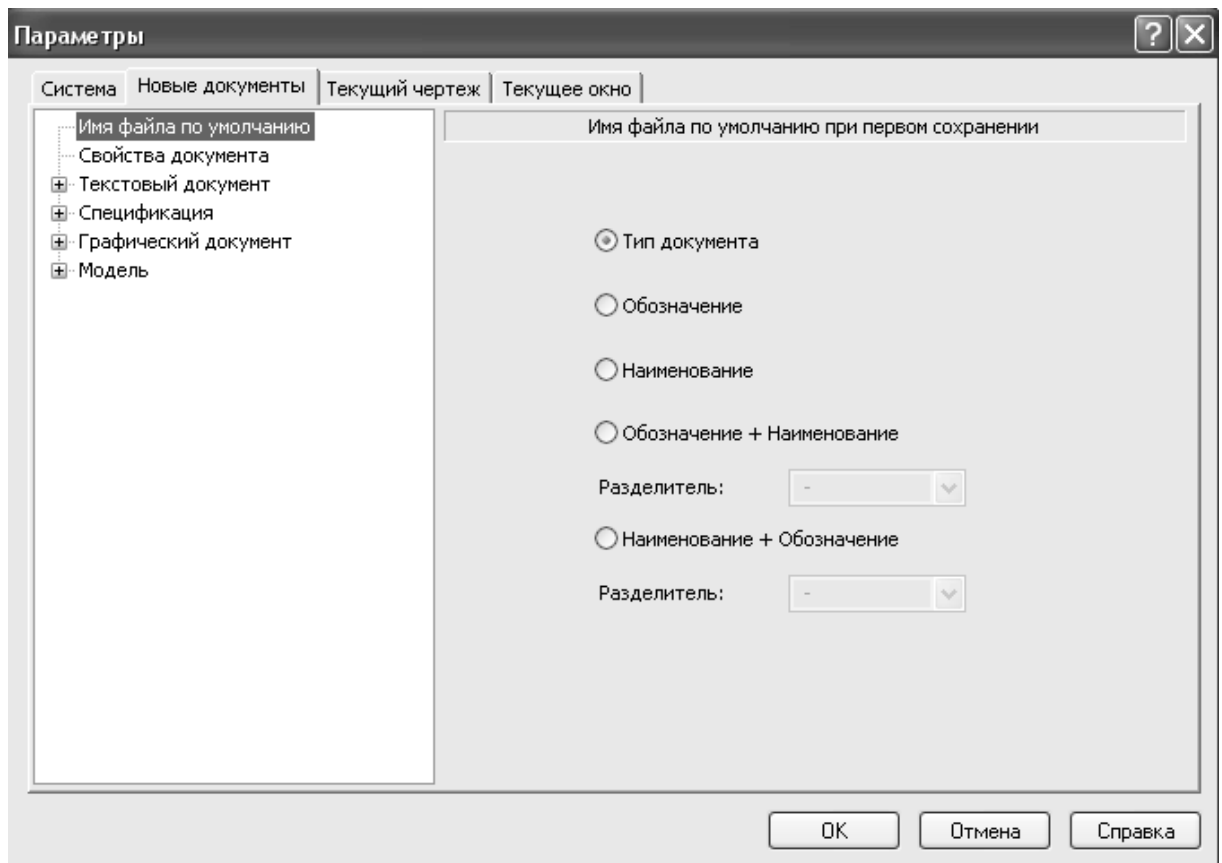 Параметры
Система Новые документы Текущий чертеж Текущее окно
Имя файла по умолчанию
Свойства документа
Текстовый документ
Спецификация
Графический документ
Модель
Имя файла по умолчанию при первом сохранении
Тип документа
Обозначение
Наименование
Обозначение + Наименование
Разделитель: -
Наименование + Обозначение
Разделитель: -
OK Отмена Справка